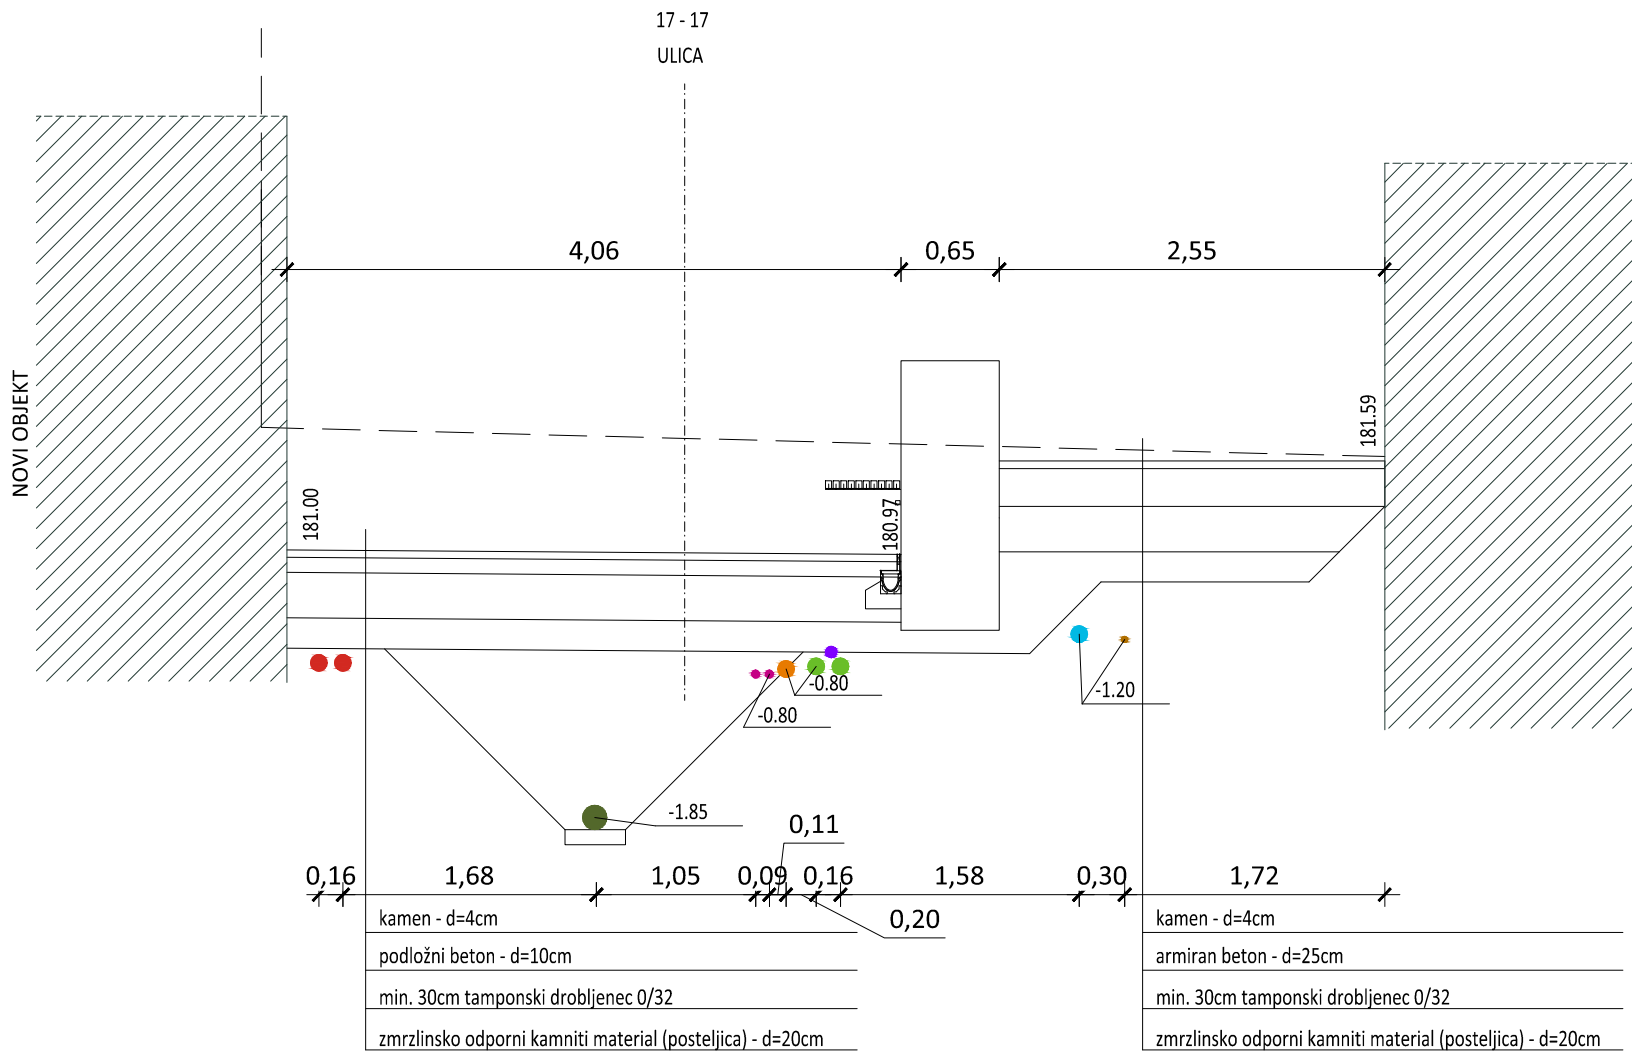 17 - 17
ULICA
4,06
0,65
2,55
NOVI OBJEKT
181.00
180.97
181.59
-0.80
-0.80
-1.20
-1.85
0,11
0,16
1,68
1,05
0,09
0,16
1,58
0,30
1,72
0,20
kamen - d=4cm
podložni beton - d=10cm
min. 30cm tamponski drobljenec 0/32
zmrzlinsko odporni kamniti material (posteljica) - d=20cm
kamen - d=4cm
armiran beton - d=25cm
min. 30cm tamponski drobljenec 0/32
zmrzlinsko odporni kamniti material (posteljica) - d=20cm